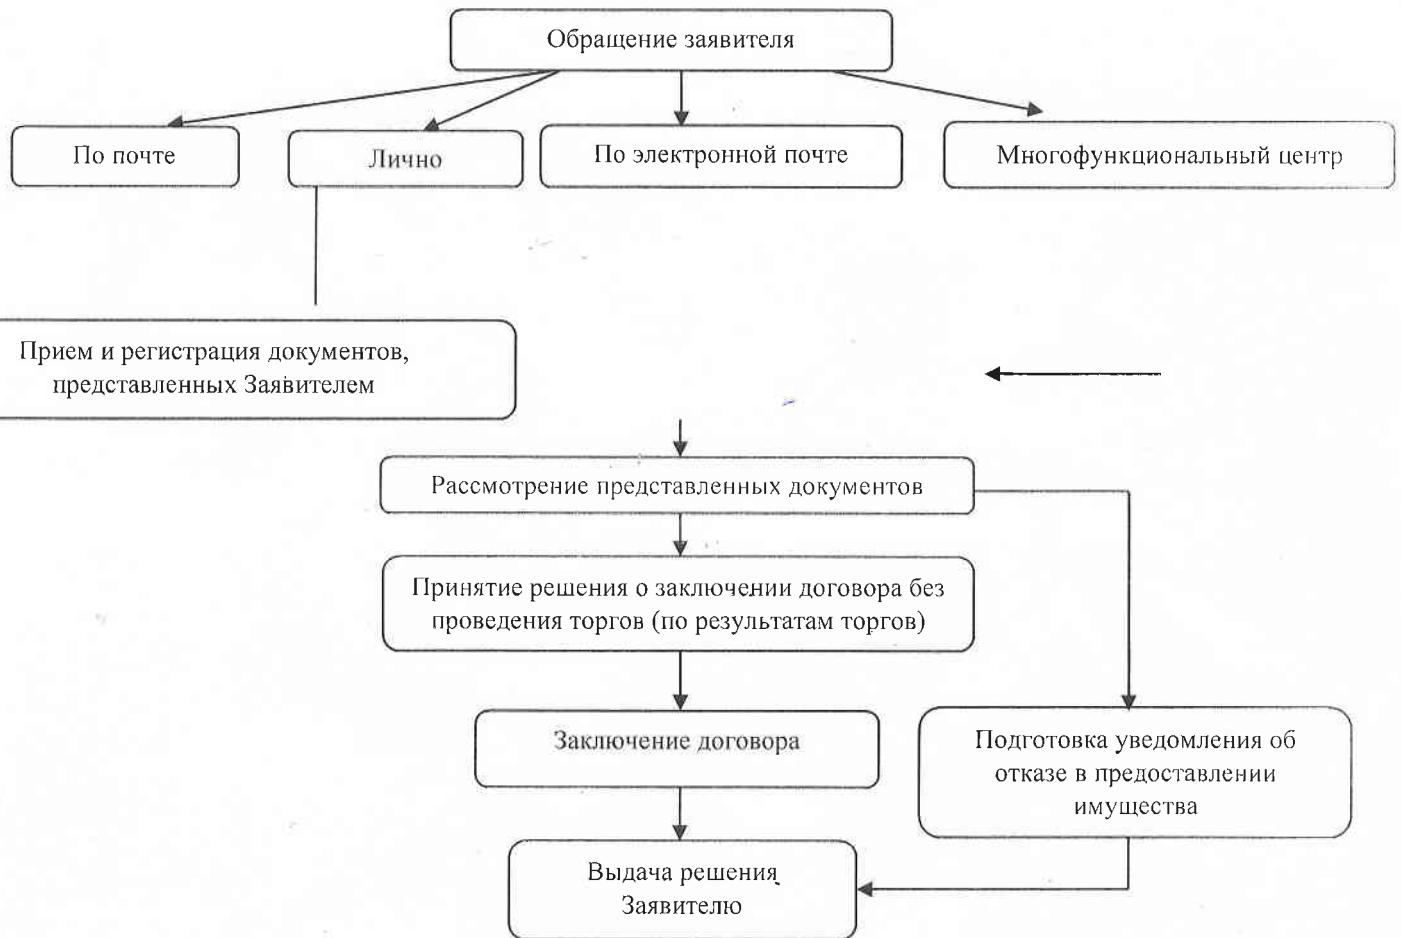 Обращение заявителя
По почте
Лично
По электронной почте
Многофункциональный центр
Прием и регистрация документов,
представленных Заявителем
Рассмотрение представленных документов
Принятие решения о заключении договора без
проведения торгов (по результатам торгов)
Заключение договора
Подготовка уведомления об
отказе в предоставлении
имущества
Выдача решения
Заявителю